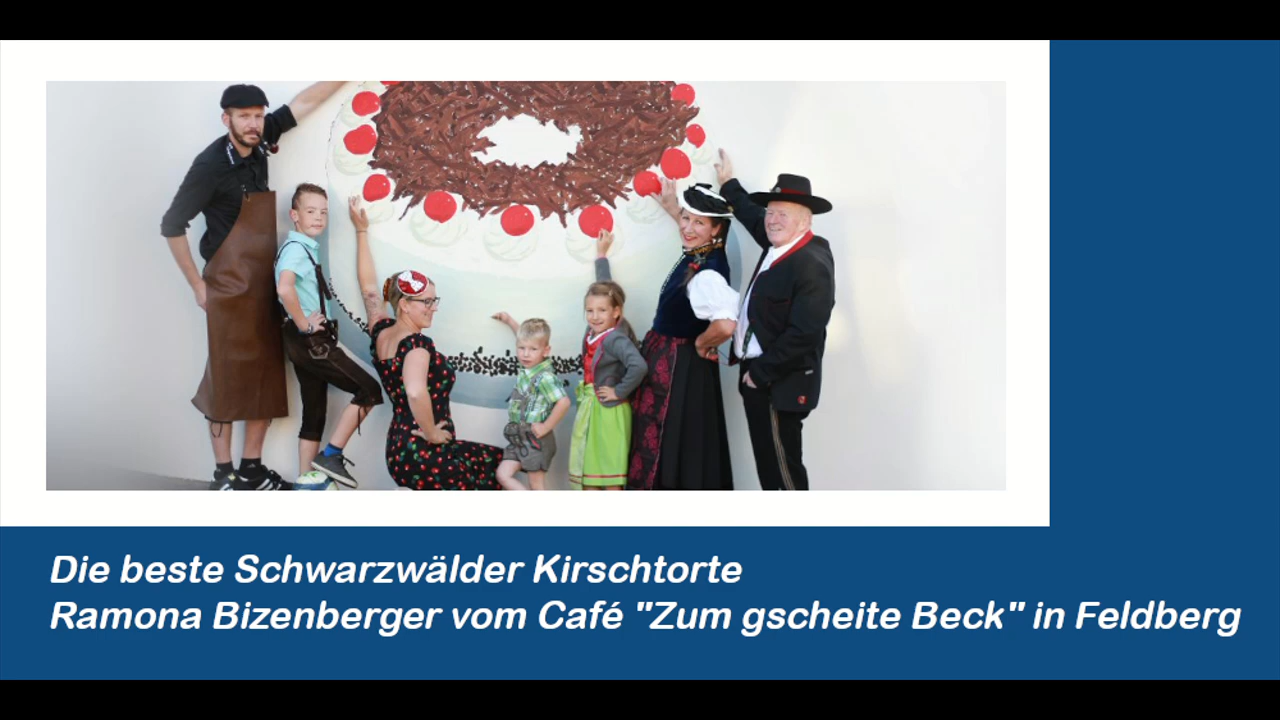 Die beste Schwarzwälder Kirschtorte
Ramona Bizenberger vom Café "Zum gscheite Beck" in Feldberg